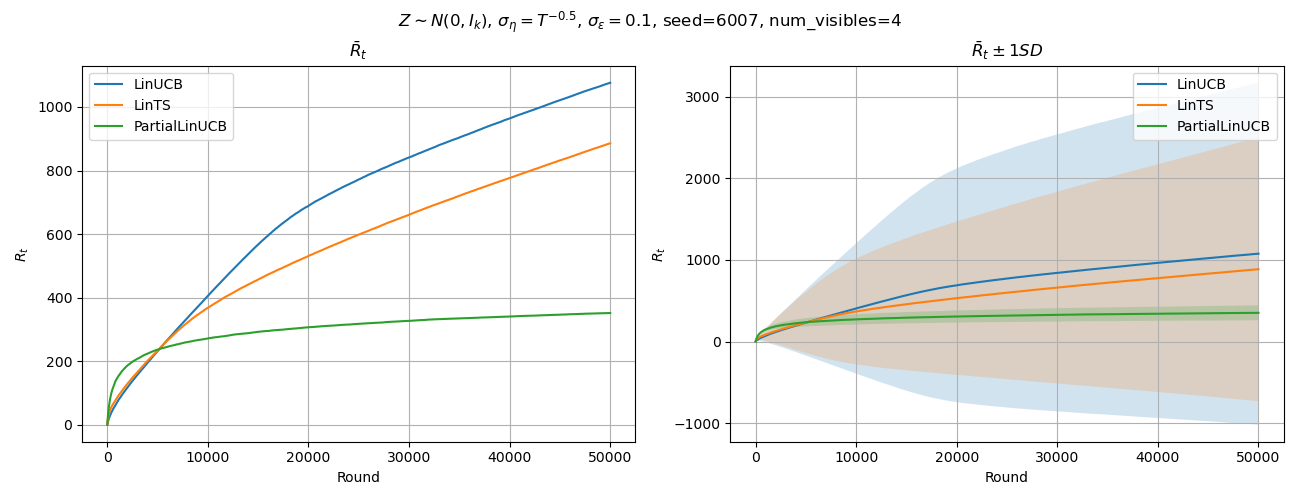 Z ~ N(0, I_k), σ_η = T^{−0.5}, σ_ε = 0.1, seed=6007, num_visibles=4
R̄_t
LinUCB
LinTS
PartialLinUCB
R_t
1000
800
600
400
200
0
0 10000 20000 30000 40000 50000
Round
R̄_t ± 1SD
LinUCB
LinTS
PartialLinUCB
R_t
3000
2000
1000
0
−1000
0 10000 20000 30000 40000 50000
Round